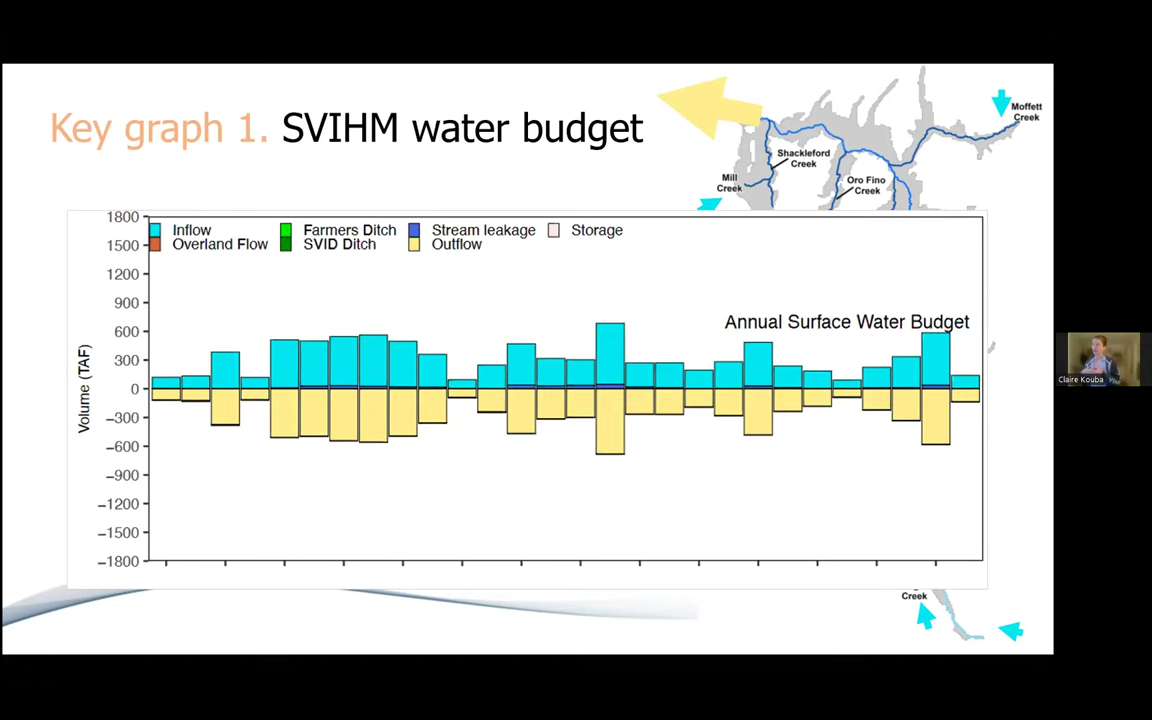 Key graph 1. SVIHM water budget
Moffett
Creek
Shackleford
Creek
Mill
Creek
Oro Fino
Creek
Inflow
Farmers Ditch
Stream leakage
Storage
Overland Flow
SVID Ditch
Outflow
Annual Surface Water Budget
Volume (TAF)
1800
1500
1200
900
600
300
0
−300
−600
−900
−1200
−1500
−1800
Creek
Claire Kouba